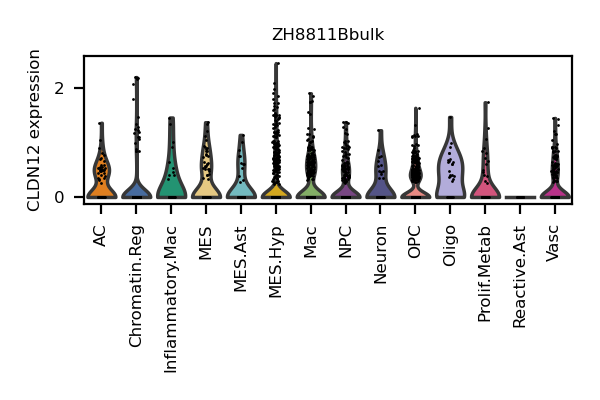 ZH8811Bbulk
CLDN12 expression
2
0
AC
Chromatin.Reg
Inflammatory.Mac
MES
MES.Ast
MES.Hyp
Mac
NPC
Neuron
OPC
Oligo
Prolif.Metab
Reactive.Ast
Vasc